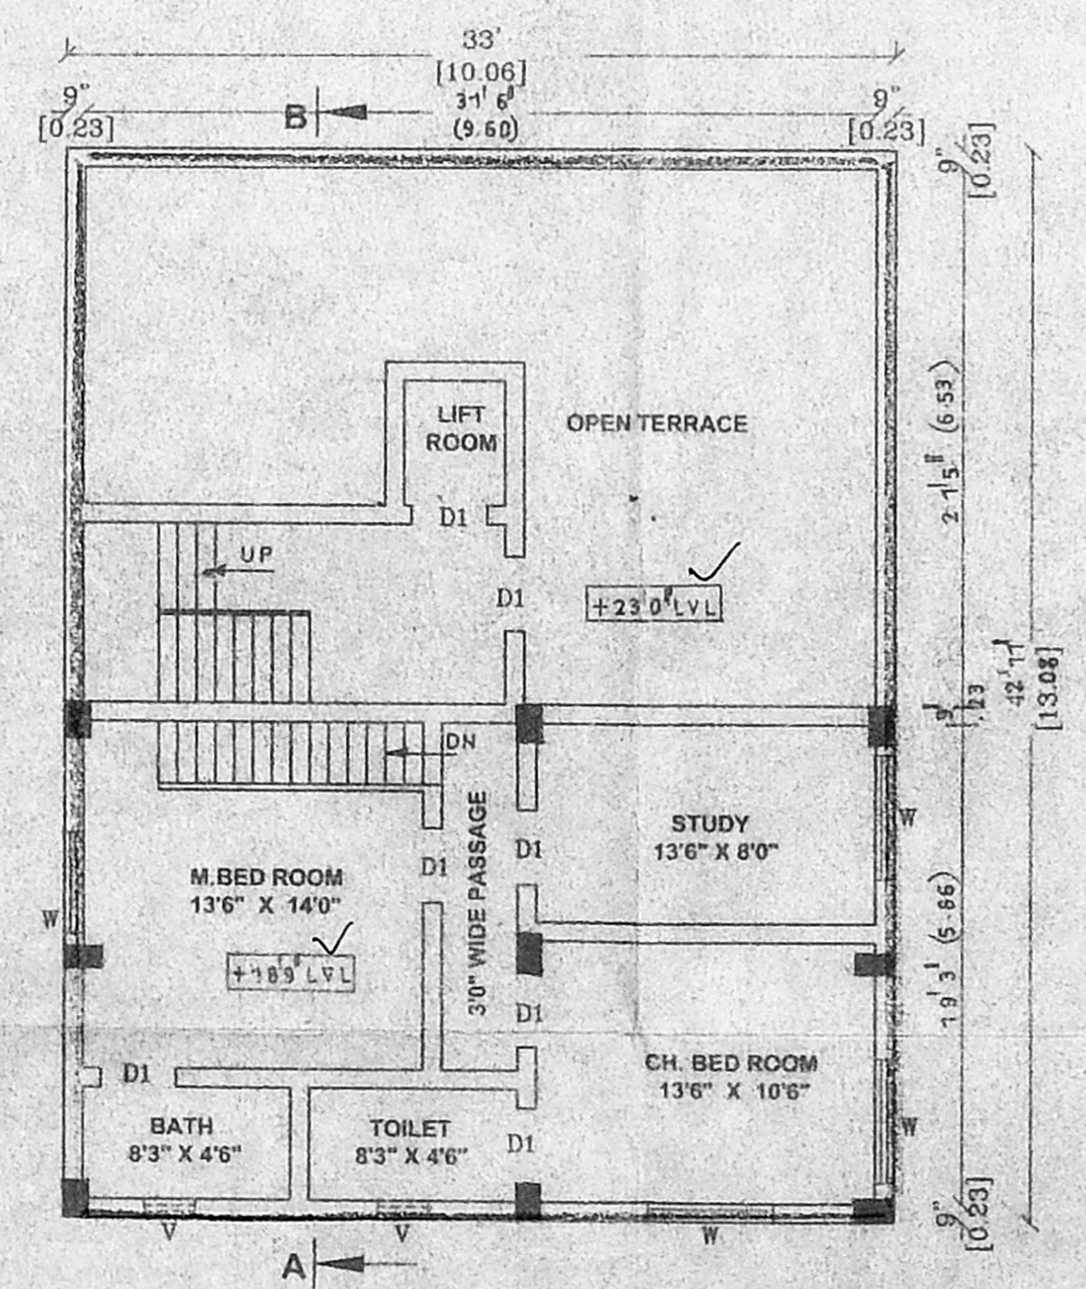 33'
[10.06]
31' 6"
(9.60)
9"
[0.23]
B
9"
[0.23]
9"
[0.23]
LIFT
ROOM
OPEN TERRACE
21'5" (6.53)
D1
UP
D1
+23'0" LVL
9"
.23
42'11"
[13.08]
DN
STUDY
13'6" X 8'0"
W
D1
D1
3'0" WIDE PASSAGE
M.BED ROOM
13'6" X 14'0"
W
+18'9" LVL
19'3" (5.86)
D1
CH. BED ROOM
13'6" X 10'6"
D1
W
BATH
8'3" X 4'6"
TOILET
8'3" X 4'6"
D1
9"
[0.23]
V
V
W
A